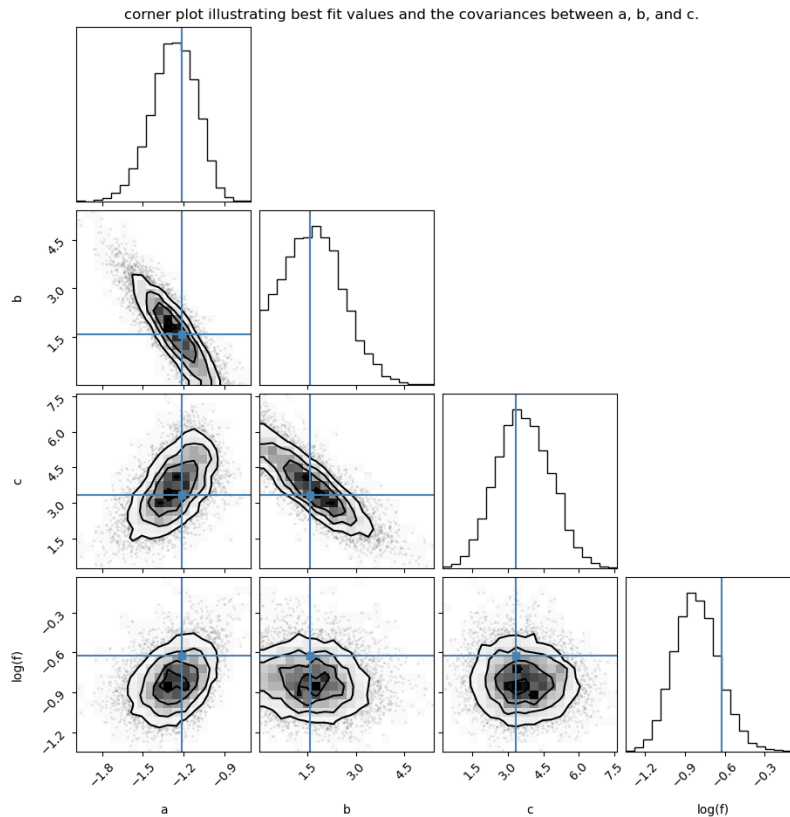 corner plot illustrating best fit values and the covariances between a, b, and c.
b
4.5
3.0
1.5
c
7.5
6.0
4.5
3.0
1.5
log(f)
−0.3
−0.6
−0.9
−1.2
−1.8 −1.5 −1.2 −0.9 1.5 3.0 4.5 1.5 3.0 4.5 6.0 7.5 −1.2 −0.9 −0.6 −0.3
a b c log(f)